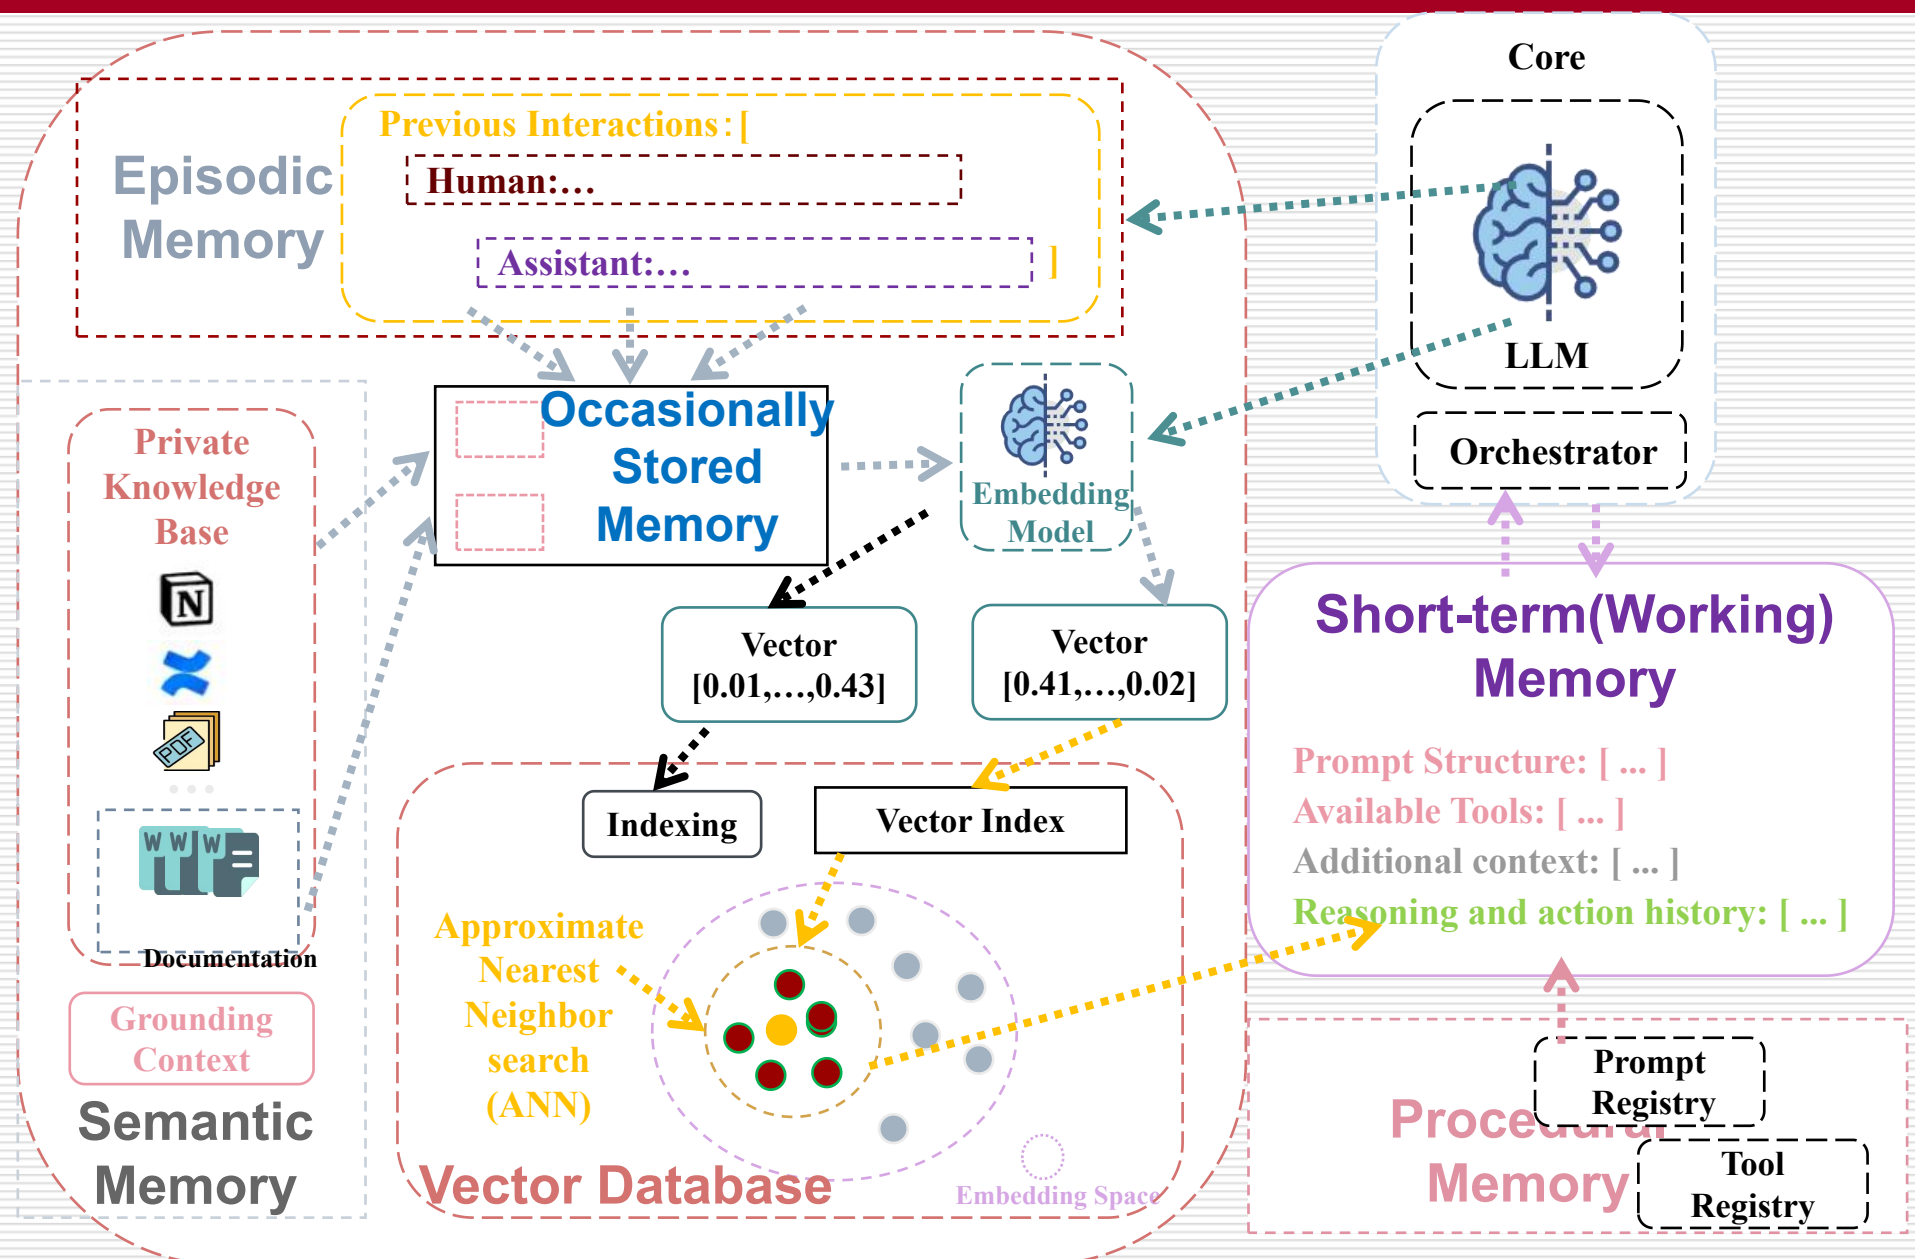 Core
Previous Interactions:[
Human:...
Assistant:...
]
Episodic
Memory
LLM
Orchestrator
Private
Knowledge
Base
N
PDF
W W W
Documentation
Grounding
Context
Semantic
Memory
Occasionally
Stored
Memory
Embedding
Model
Vector
[0.01,...,0.43]
Vector
[0.41,...,0.02]
Indexing
Vector Index
Approximate
Nearest
Neighbor
search
(ANN)
Vector Database
Embedding Space
Short-term(Working)
Memory
Prompt Structure: [ ... ]
Available Tools: [ ... ]
Additional context: [ ... ]
Reasoning and action history: [ ... ]
Prompt
Registry
Procedural
Memory
Tool
Registry